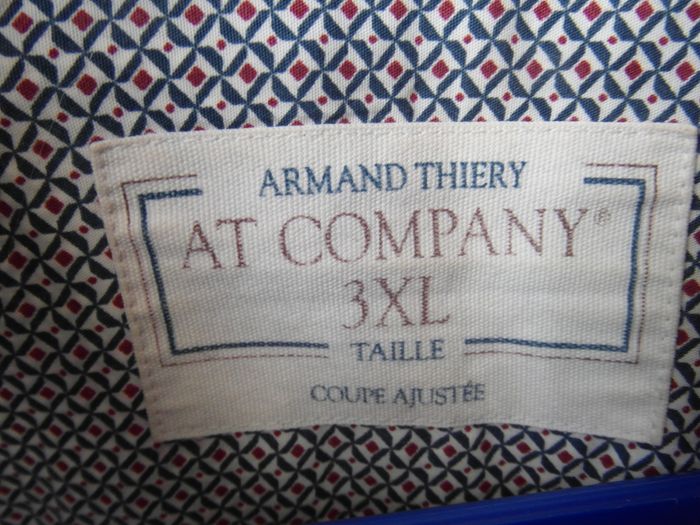 ARMAND THIERY
AT COMPANY®
3XL
TAILLE
COUPE AJUSTÉE